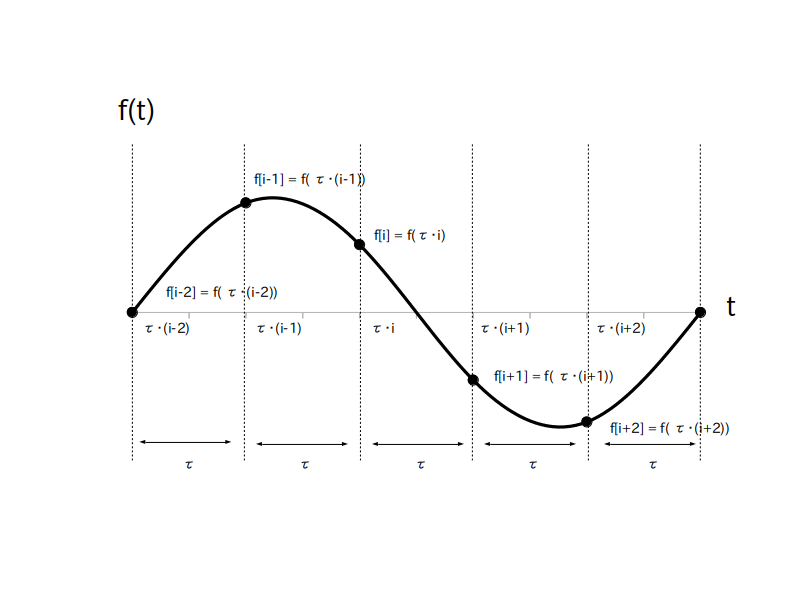 f(t)
f[i-1] = f( τ・(i-1))
f[i] = f( τ・i)
f[i-2] = f( τ・(i-2))
t
τ・(i-2)
τ・(i-1)
τ・i
τ・(i+1)
τ・(i+2)
f[i+1] = f( τ・(i+1))
f[i+2] = f( τ・(i+2))
τ
τ
τ
τ
τ